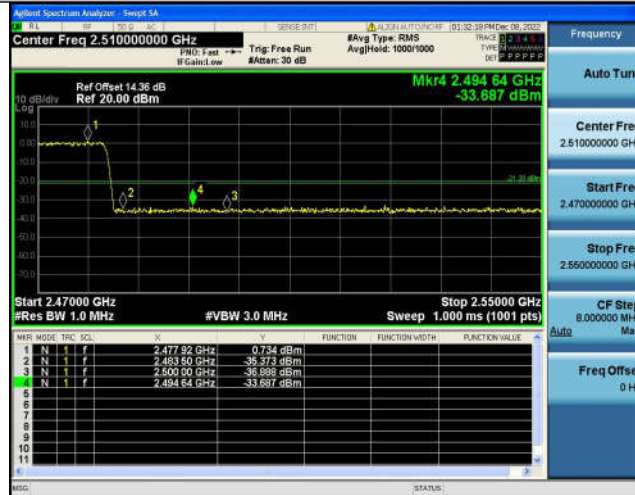 Agilent Spectrum Analyzer - Swept SA
RL RF 50 Ω AC SENSE:INT ALIGN AUTO/NO RF 01:32:18 PM Dec 08, 2022
Center Freq 2.510000000 GHz
PNO: Fast
IFGain:Low
Trig: Free Run
#Atten: 30 dB
#Avg Type: RMS
Avg|Hold: 1000/1000
TRACE 1 2 3 4 5 6
TYPE
DET P P P P P P
Frequency
Auto Tun
Center Fre
2.510000000 GH
Start Fre
2.470000000 GH
Stop Fre
2.550000000 GH
CF Ste
8.000000 MH
Auto Ma
Freq Offse
0 H
Mkr4 2.494 64 GHz
-33.687 dBm
Ref Offset 14.36 dB
Ref 20.00 dBm
10 dB/div
Log
10.0
0.00
-10.0
-20.0
-30.0
-40.0
-50.0
-60.0
-70.0
1
2
4
3
Start 2.47000 GHz
Stop 2.55000 GHz
#Res BW 1.0 MHz
#VBW 3.0 MHz
Sweep 1.000 ms (1001 pts)
MKR MODE TRC SCL X Y FUNCTION FUNCTION WIDTH FUNCTION VALUE
1 N 1 f 2.477 92 GHz 0.734 dBm
2 N 1 f 2.483 50 GHz -35.373 dBm
3 N 1 f 2.500 00 GHz -36.898 dBm
4 N 1 f 2.494 64 GHz -33.687 dBm
5
6
7
8
9
10
11
MSG
STATUS